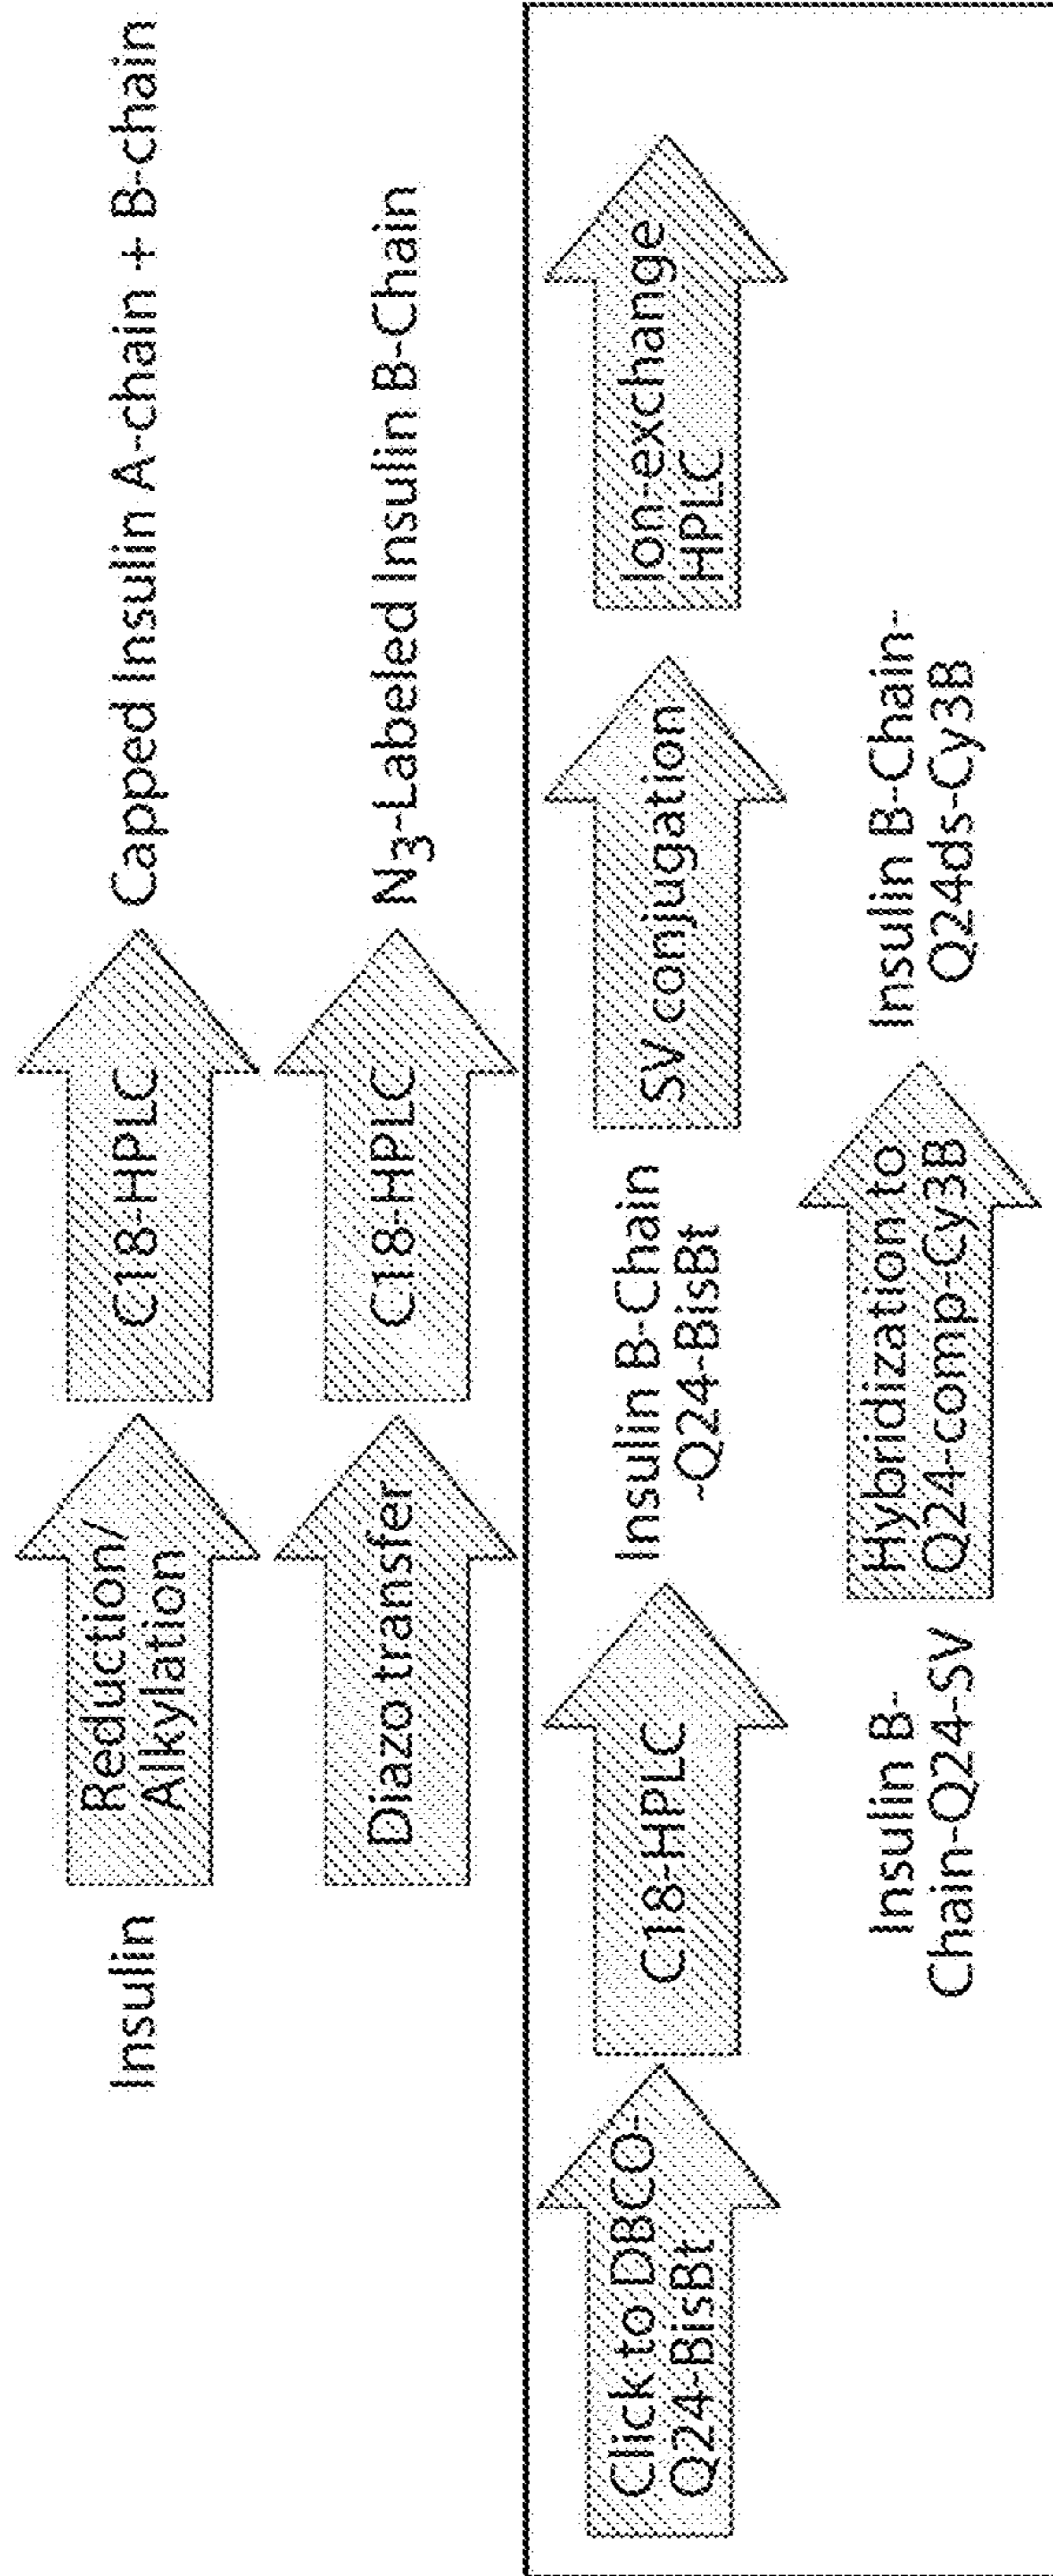 Insulin
Reduction/
Alkylation
C18-HPLC
Capped Insulin A-chain + B-chain
Diazo transfer
C18-HPLC
N3-Labeled Insulin B-Chain
Click to DBCO-
Q24-BisBt
C18-HPLC
Insulin B-Chain
-Q24-BisBt
SV conjugation
Ion-exchange
HPLC
Insulin B-
Chain-Q24-SV
Hybridization to
Q24-comp-Cy3B
Insulin B-Chain-
Q24ds-Cy3B